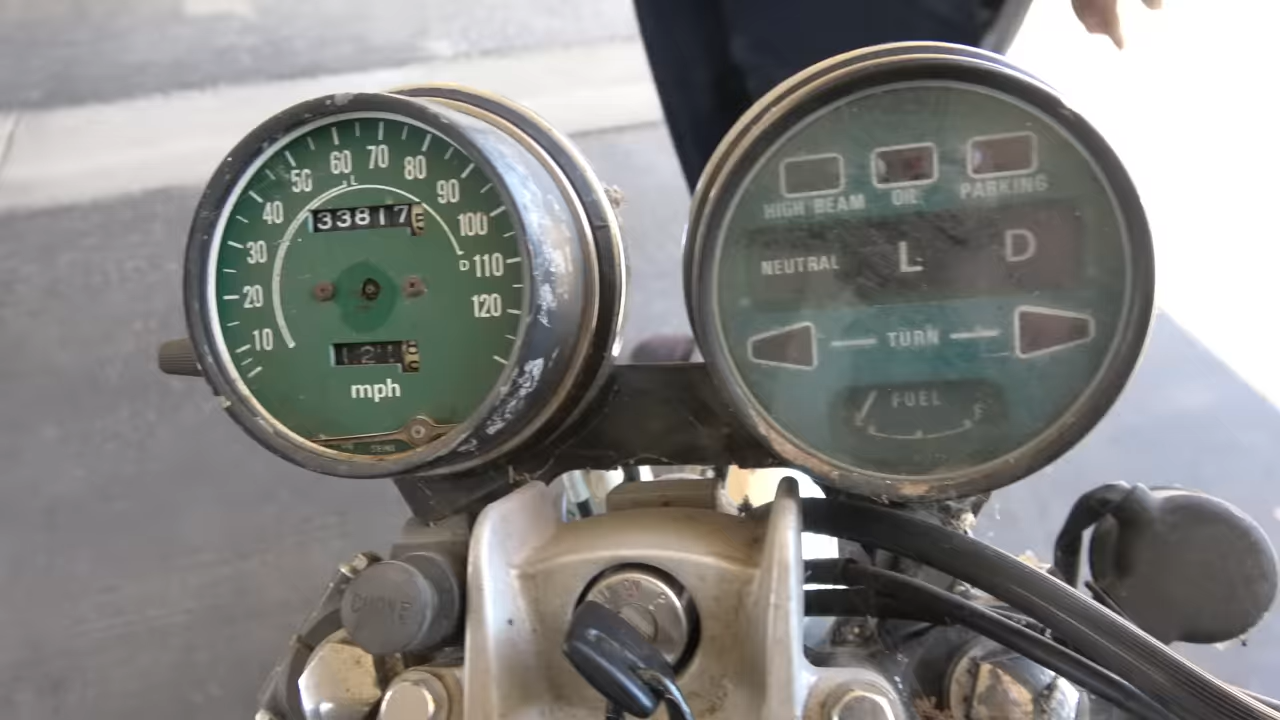 10 20 30 40 50 60 70 80 90 100 110 120
L
D
33817
mph
HIGH BEAM OIL PARKING
NEUTRAL L D
TURN
FUEL
F
CHOKE